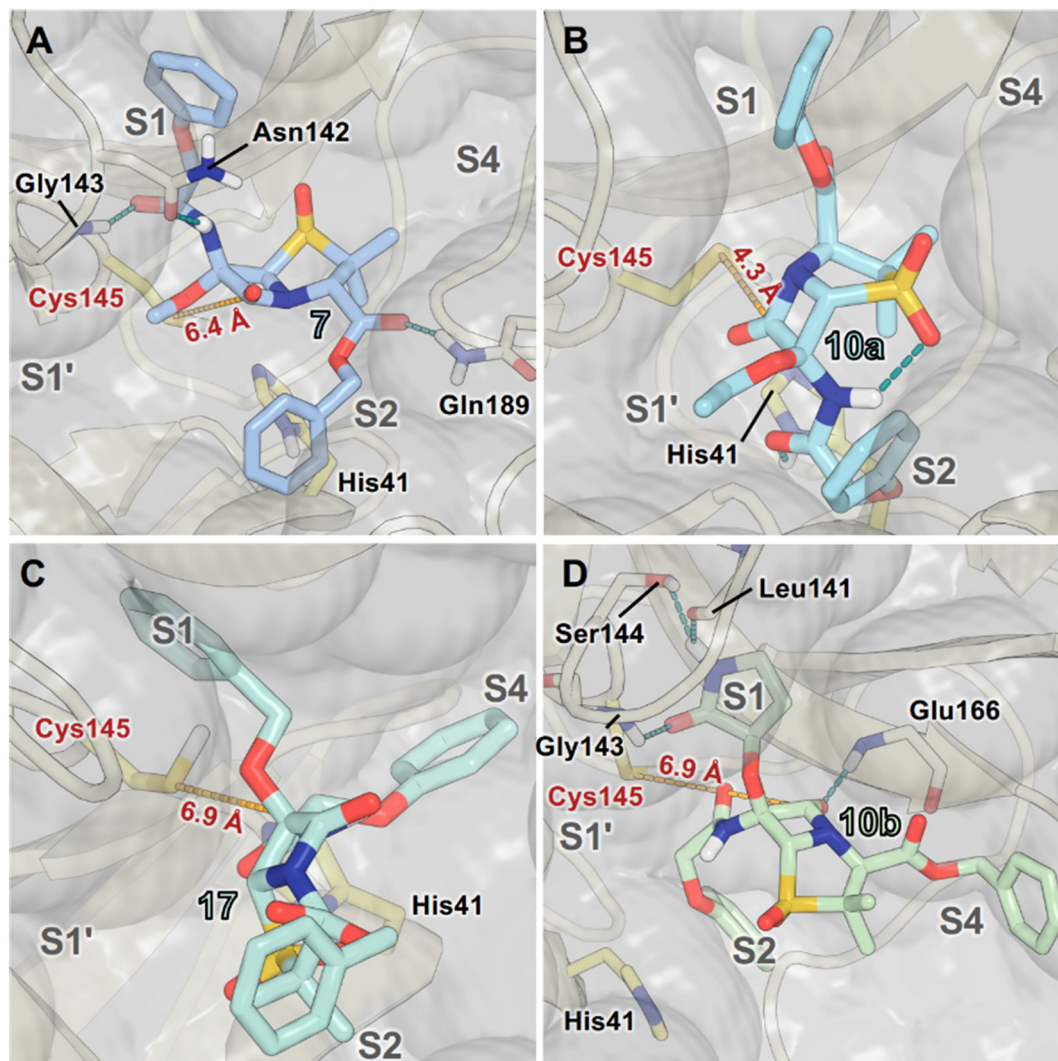 A
S1
Asn142
Gly143
S4
Cys145
6.4 Å
7
S1'
S2
Gln189
His41
B
S1
S4
Cys145
4.3 Å
10a
S1'
His41
S2
C
S1
S4
Cys145
6.9 Å
17
His41
S1'
S2
D
Leu141
Ser144
S1
Glu166
Gly143
6.9 Å
Cys145
10b
S1'
S4
S2
His41